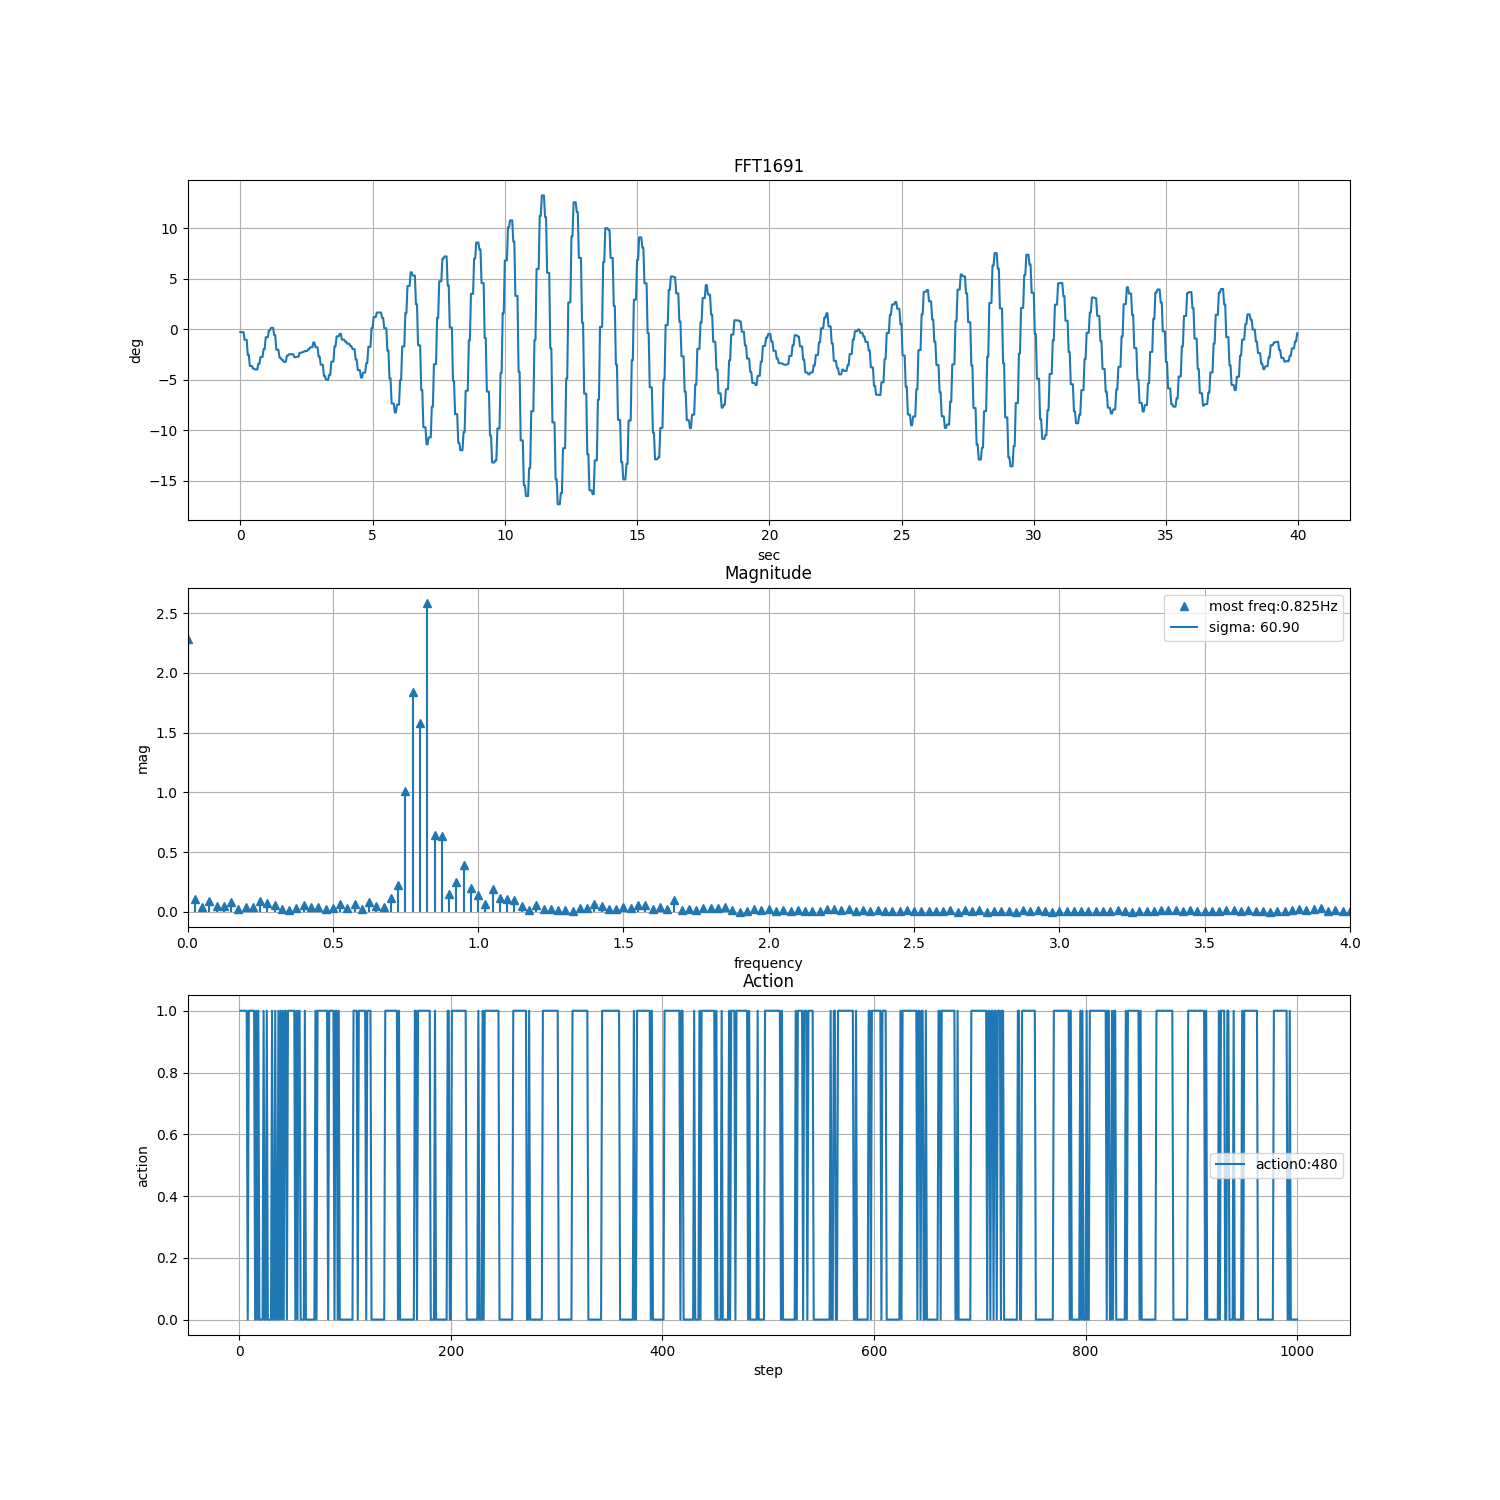 FFT1691
10
5
0
−5
−10
−15
deg
0 5 10 15 20 25 30 35 40
sec
Magnitude
2.5
2.0
1.5
1.0
0.5
0.0
mag
most freq:0.825Hz
sigma: 60.90
0.0 0.5 1.0 1.5 2.0 2.5 3.0 3.5 4.0
frequency
Action
1.0
0.8
0.6
0.4
0.2
0.0
action
action0:480
0 200 400 600 800 1000
step